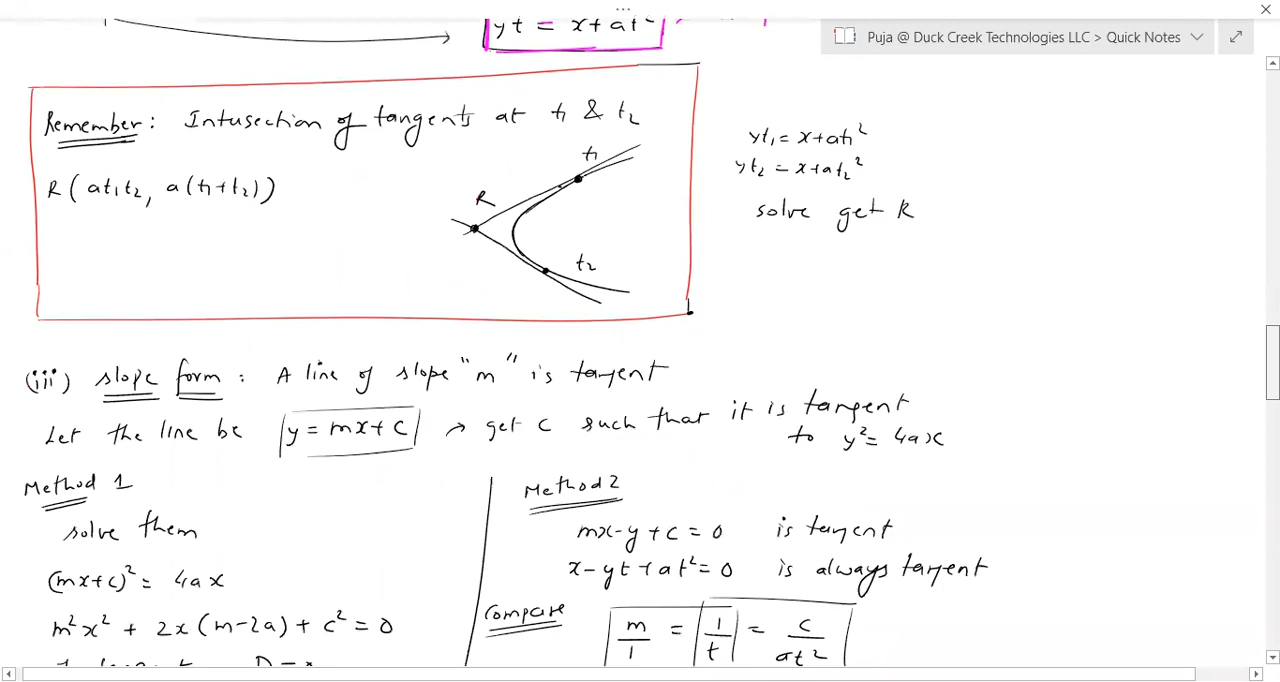 yt = x+at²
Puja @ Duck Creek Technologies LLC > Quick Notes
Remember: Intusection of tangents at t₁ & t₂
R(at₁t₂, a(t₁+t₂))
t₁
R
t₂
yt₁ = x+at₁²
yt₂ = x+at₂²
solve get R
(iii) slope form: A line of slope "m" is tangent
Let the line be y = mx+c → get c such that it is tangent
to y² = 4ax
Method 1
solve them
(mx+c)² = 4ax
m²x² + 2x(m-2a) + c² = 0
Method 2
mx-y+c = 0 is tangent
x-yt+at² = 0 is always tangent
Compare m/1 = 1/t = c/at²